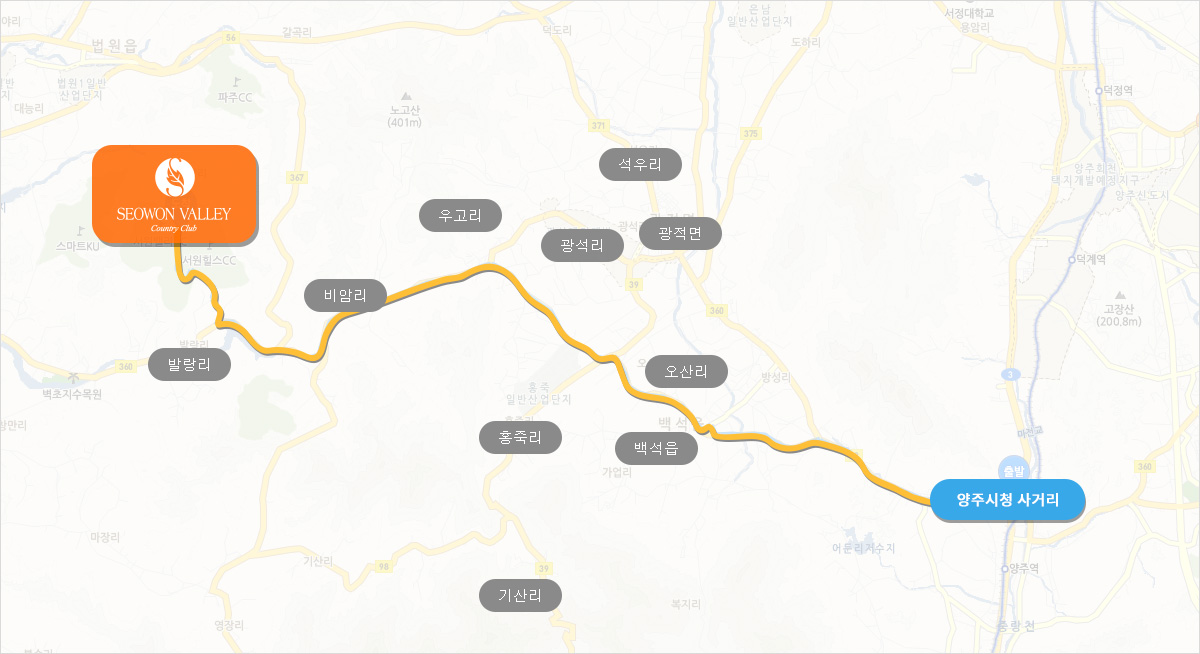 온남
일반산업단지
서정대학교
용암리
갈곡리
덕도리
도하리
법원읍
56
법원1일반
산업단지
대능리
파주CC
노고산
(401m)
371
375
덕정역
양주회천
택지개발예정지구
양주신도시
석우리
367
SEOWON VALLEY
Country Club
우고리
광석리
광적면
스마트KU
서원힐스CC
덕계역
39
비암리
360
고장산
(200.8m)
발랑리
발랑리
360
벽초지수목원
오산리
방성리
3
홍죽
일반산업단지
홍죽리
백석읍
마전교
가업리
출발
360
양주시청 사거리
마장리
기산리
98
39
어둔리저수지
양주역
기산리
복지리
영장리
중랑천